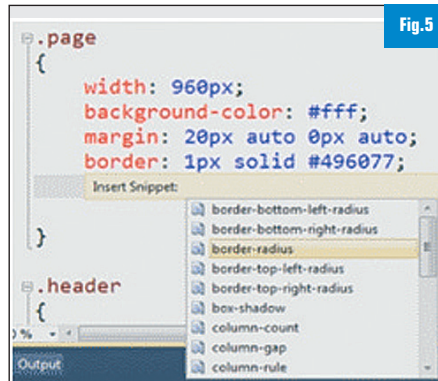 Fig.5
.page
{
width: 960px;
background-color: #fff;
margin: 20px auto 0px auto;
border: 1px solid #496077;
Insert Snippet:
border-bottom-left-radius
border-bottom-right-radius
border-radius
border-top-left-radius
border-top-right-radius
box-shadow
column-count
column-gap
column-rule
}
.header
{
%
Output